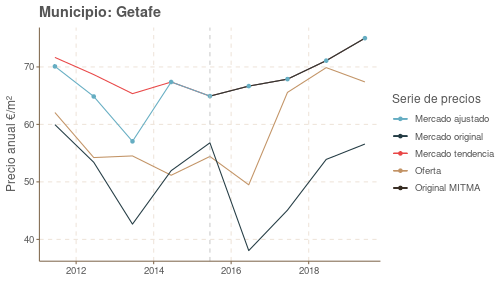 Municipio: Getafe
Precio anual €/m²
70
60
50
40
2012
2014
2016
2018
Serie de precios
Mercado ajustado
Mercado original
Mercado tendencia
Oferta
Original MITMA